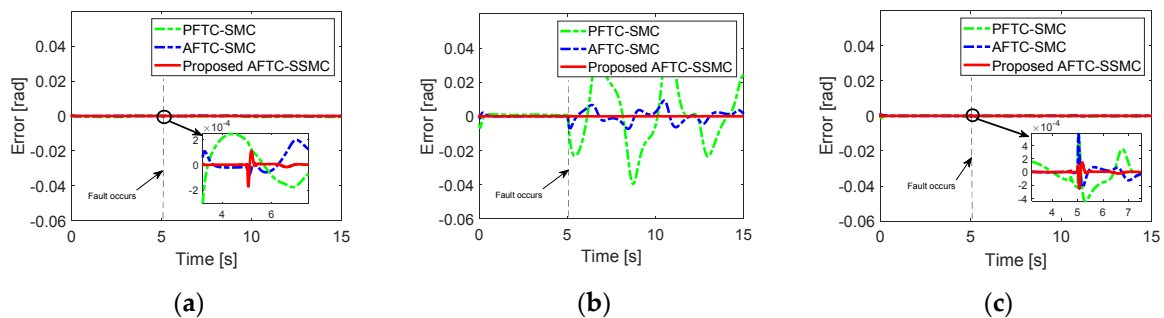 0.04
0.02
0
-0.02
-0.04
-0.06
Error [rad]
PFTC-SMC
AFTC-SMC
Proposed AFTC-SSMC
×10⁻⁴
2
0
-2
4 6
Fault occurs
0 5 10 15
Time [s]
(a)
0.04
0.02
0
-0.02
-0.04
-0.06
Error [rad]
PFTC-SMC
AFTC-SMC
Proposed AFTC-SSMC
Fault occurs
0 5 10 15
Time [s]
(b)
0.04
0.02
0
-0.02
-0.04
-0.06
Error [rad]
PFTC-SMC
AFTC-SMC
Proposed AFTC-SSMC
×10⁻⁴
4
2
0
-2
-4
4 5 6 7
Fault occurs
0 5 10 15
Time [s]
(c)